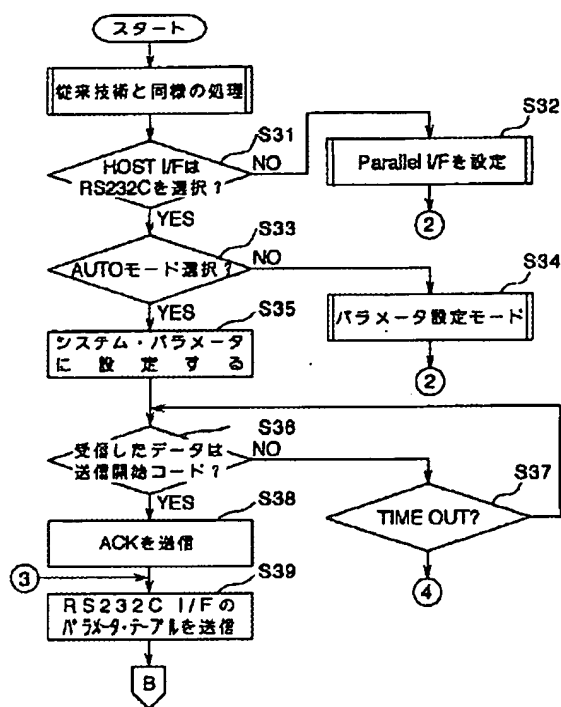 スタート
従来技術と同様の処理
S31
HOST I/Fは
RS232Cを選択?
NO
S32
Parallel I/Fを設定
②
YES
S33
AUTOモード選択?
NO
S34
パラメータ設定モード
②
YES
S35
システム・パラメータ
に設定する
S36
受信したデータは
送信開始コード?
NO
S37
TIME OUT?
④
YES
S38
ACKを送信
③
S39
RS232C I/Fの
パラメータ・テーブルを送信
B